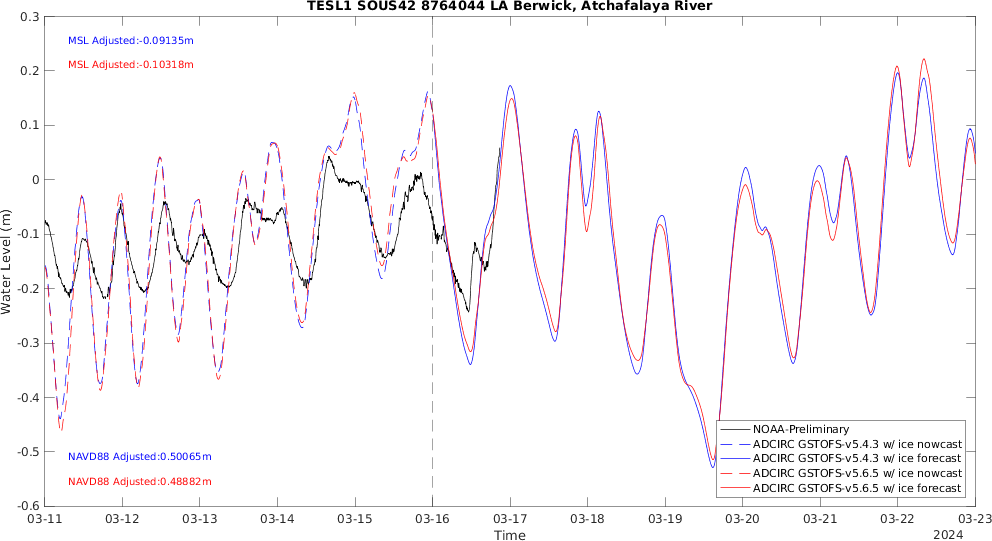 TESL1 SOUS42 8764044 LA Berwick, Atchafalaya River
MSL Adjusted:-0.09135m
MSL Adjusted:-0.10318m
NAVD88 Adjusted:0.50065m
NAVD88 Adjusted:0.48882m
Water Level (m)
0.3
0.2
0.1
0
-0.1
-0.2
-0.3
-0.4
-0.5
-0.6
NOAA-Preliminary
ADCIRC GSTOFS-v5.4.3 w/ ice nowcast
ADCIRC GSTOFS-v5.4.3 w/ ice forecast
ADCIRC GSTOFS-v5.6.5 w/ ice nowcast
ADCIRC GSTOFS-v5.6.5 w/ ice forecast
03-11 03-12 03-13 03-14 03-15 03-16 03-17 03-18 03-19 03-20 03-21 03-22 03-23
2024
Time